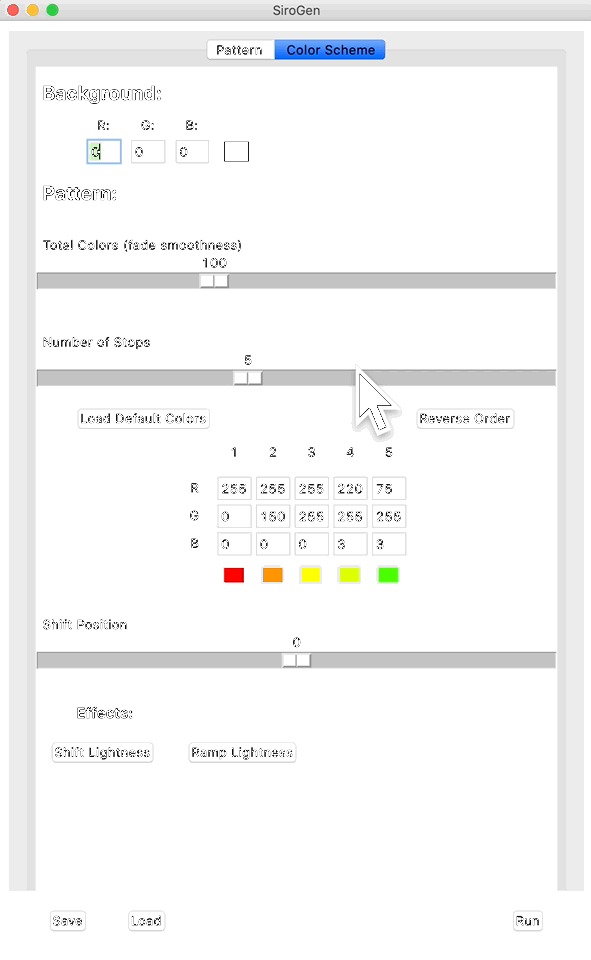 SiroGen
Pattern Color Scheme
Background:
R: G: B:
0 0 0
Pattern:
Total Colors (fade smoothness)
100
Number of Stops
5
Load Default Colors Reverse Order
1 2 3 4 5
R 255 255 255 220 75
G 0 150 255 255 255
B 0 0 0 3 3
Shift Position
0
Effects:
Shift Lightness Ramp Lightness
Save Load Run